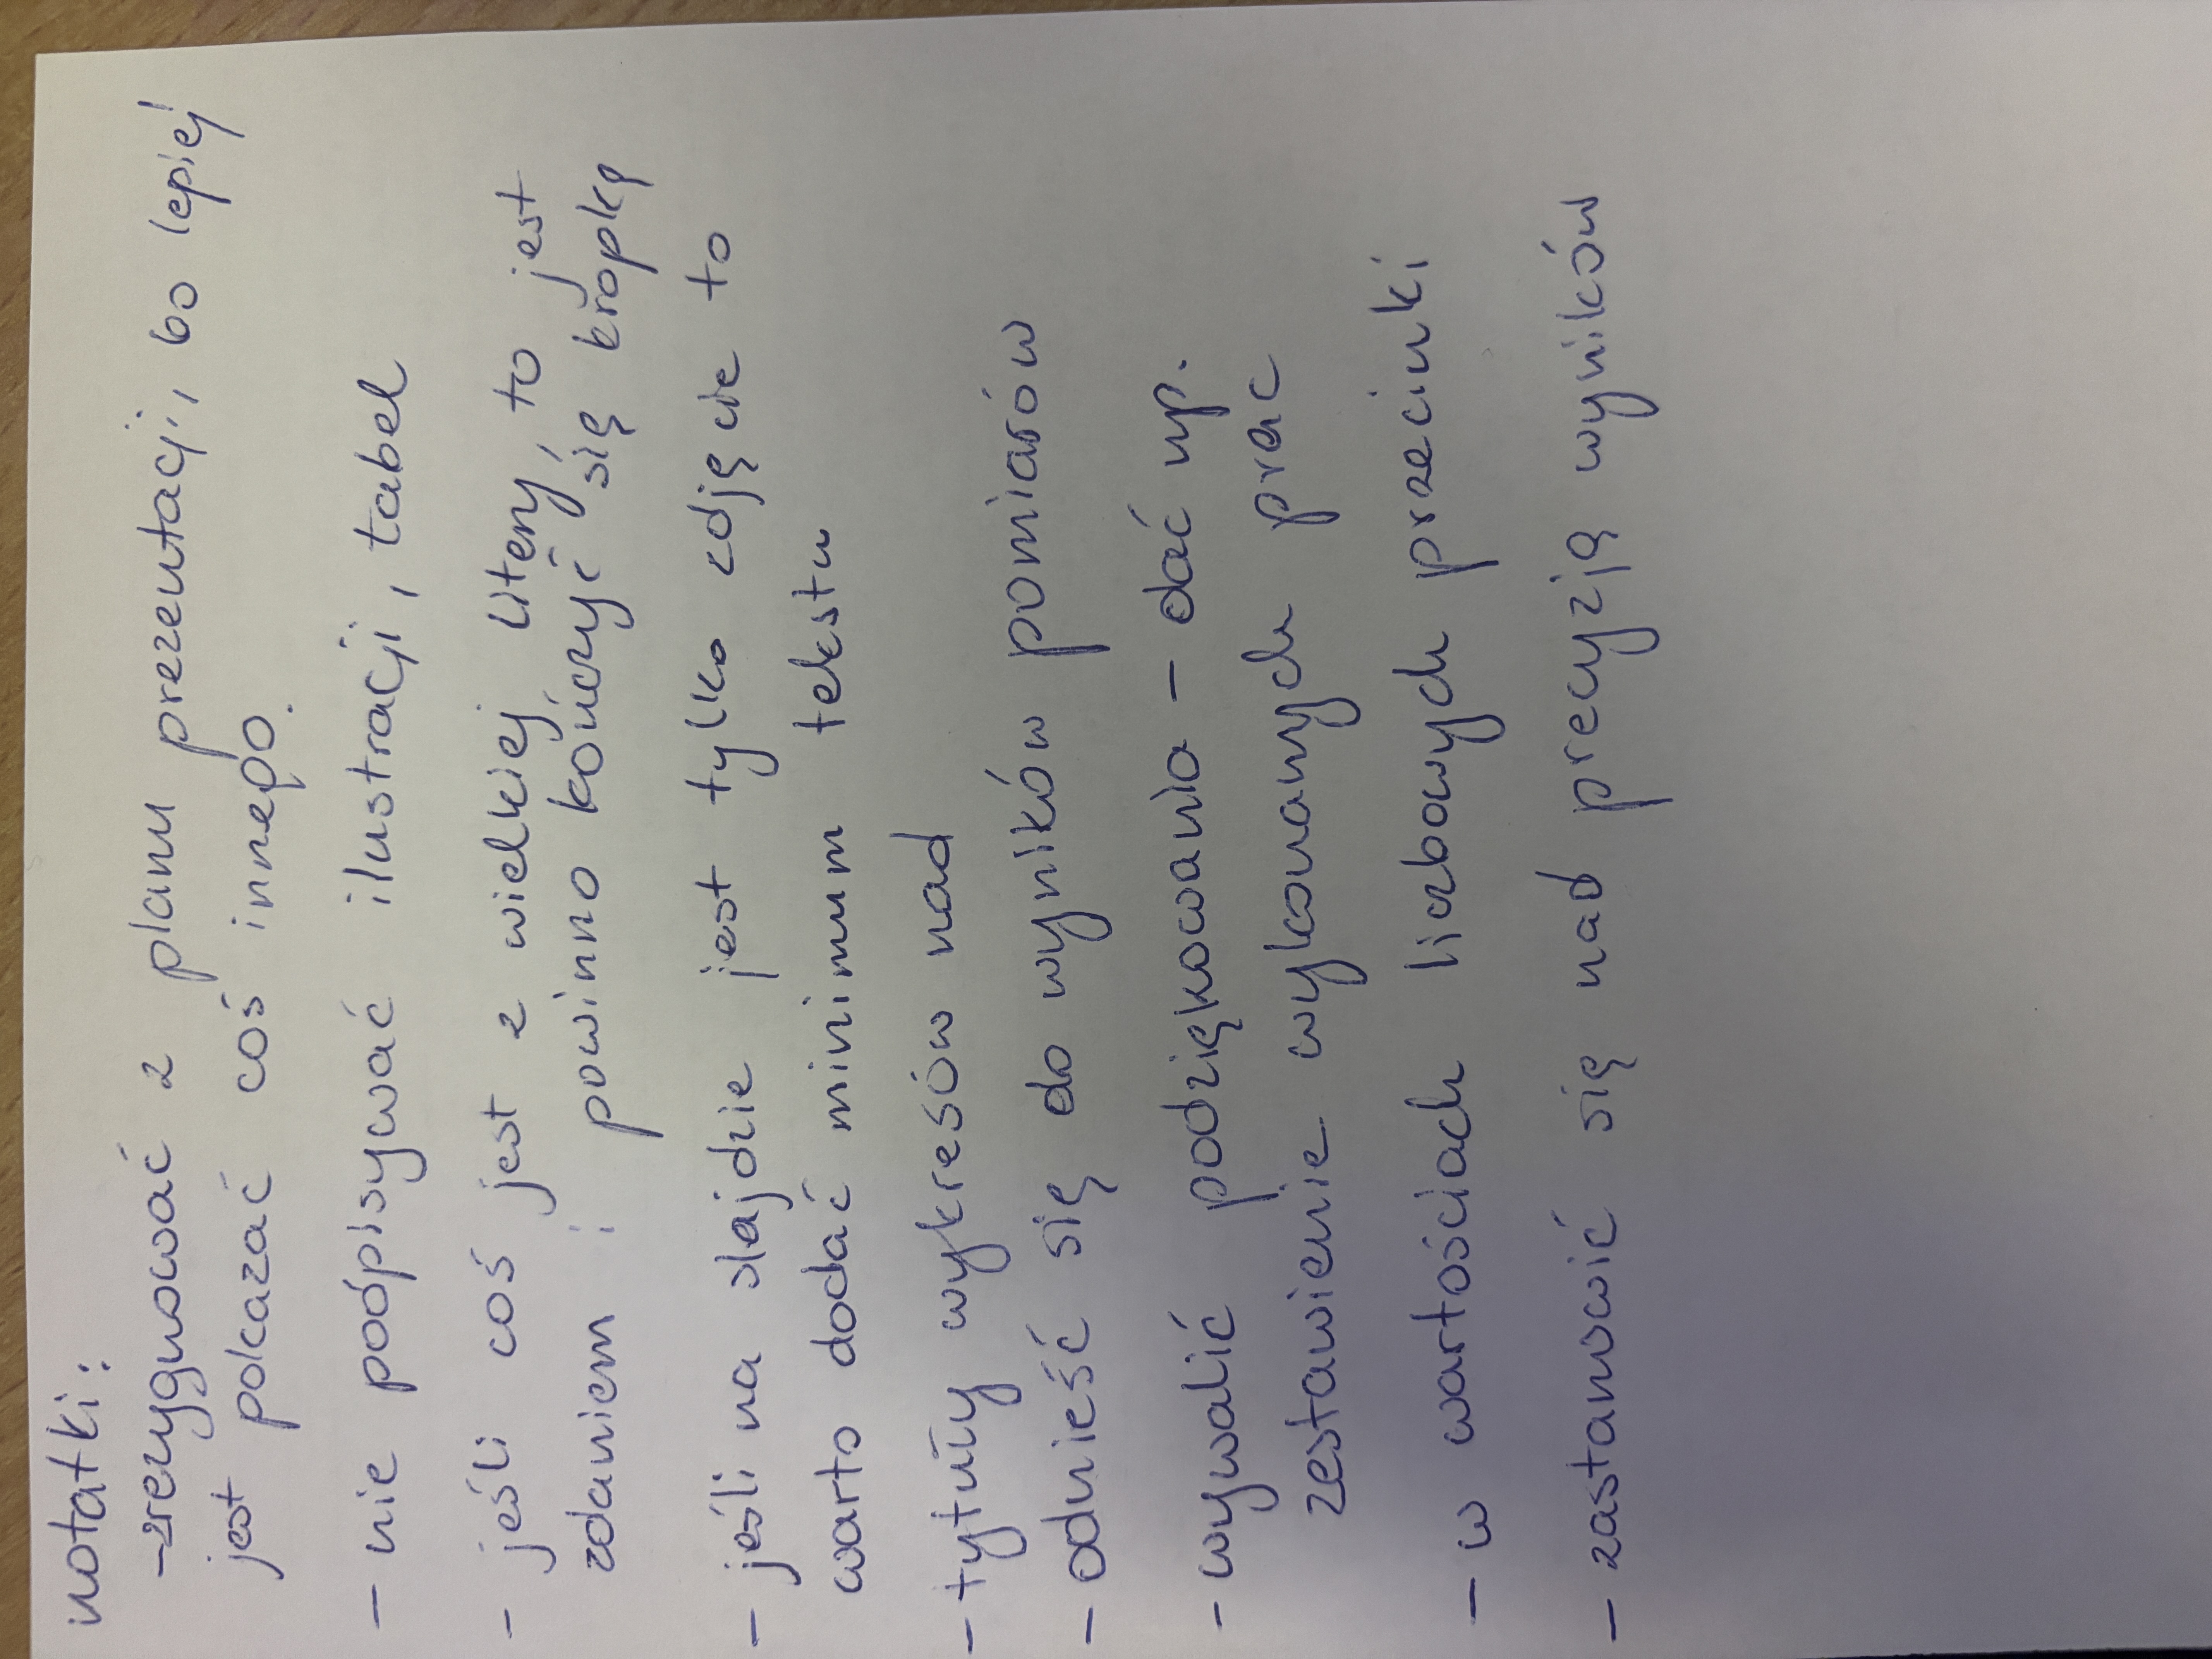 notatki:
- zrezygnować z planu prezentacji, bo lepiej
jest pokazać coś innego.
- nie podpisywać ilustracji, tabel
- jeśli coś jest z wielkiej litery, to jest
zdaniem i powinno kończyć się kropką
- jeśli na slajdzie jest tylko zdjęcie to
warto dodać minimum tekstu
- tytuły wykresów nad
- odnieść się do wyników pomiarów
- wywalić podziękowania - dać np.
zestawienie wykonanych prac
- w wartościach liczbowych przecinki
- zastanowić się nad precyzją wyników